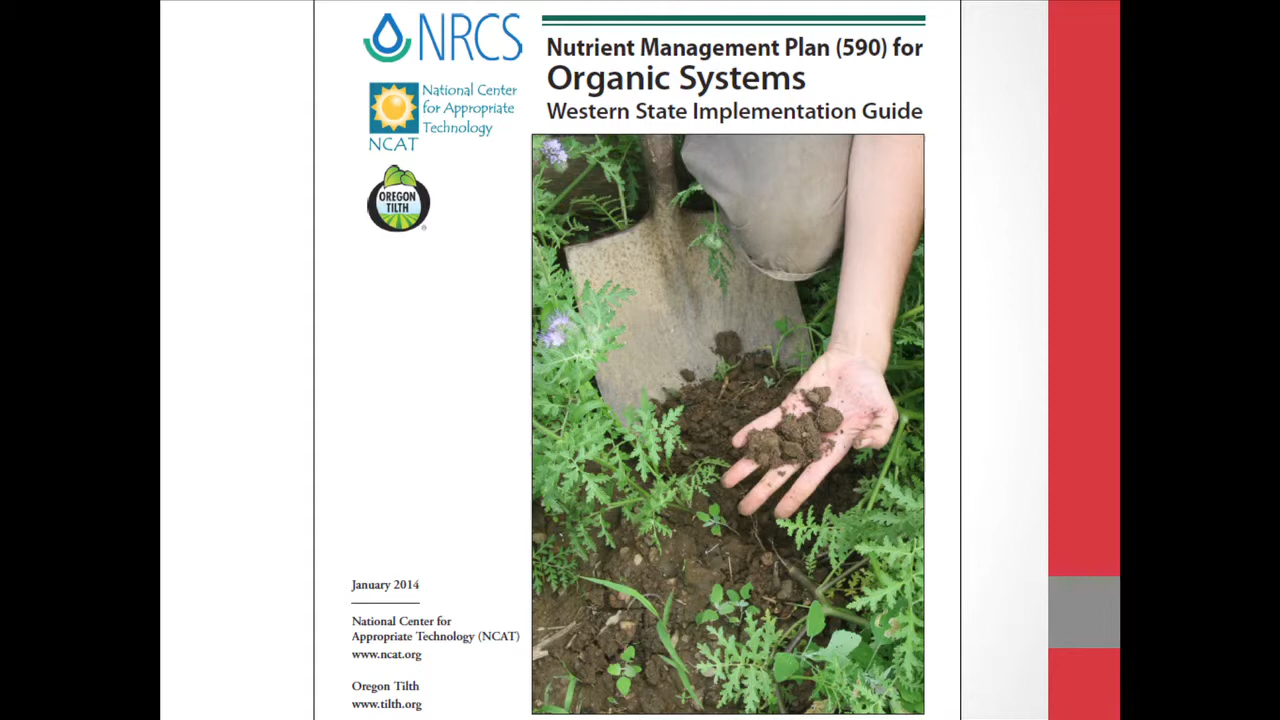 NRCS
National Center
for Appropriate
Technology
NCAT
OREGON
TILTH
Nutrient Management Plan (590) for
Organic Systems
Western State Implementation Guide
January 2014
National Center for
Appropriate Technology (NCAT)
www.ncat.org
Oregon Tilth
www.tilth.org